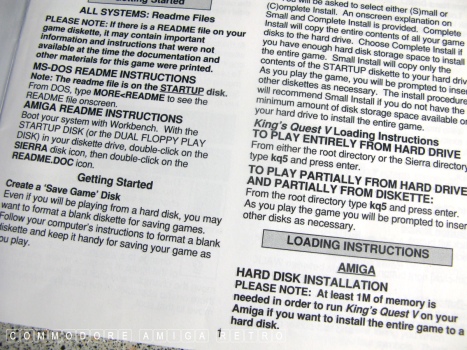 Getting Started
ALL SYSTEMS: Readme Files
PLEASE NOTE: If there is a README file on your
game diskette, it may contain important
information and instructions that were not
available at the time the documentation and
other materials for this game were printed.
MS-DOS README INSTRUCTIONS
Note: The readme file is on the STARTUP disk.
From DOS, type MORE<README to see the
README file onscreen.
AMIGA README INSTRUCTIONS
Boot your system with Workbench. With the
STARTUP DISK (or the DUAL FLOPPY PLAY
DISK) in your diskette drive, double-click on the
SIERRA disk icon, then double-click on the
README.DOC icon.
Getting Started
Create a 'Save Game' Disk
Even if you will be playing from a hard disk, you may
want to format a blank diskette for saving games.
Follow your computer's instructions to format a blank
diskette and keep it handy for saving your game as
you play.
will be asked to select either (S)mall or
(C)omplete Install. An onscreen explanation on
Small and Complete Install is provided. Complete
Install will copy the entire contents of all your game
disks to the hard drive. Choose Complete Install if
you have enough hard disk storage space to install
the entire game. Small Install will copy only the
contents of the STARTUP diskette to your hard drive.
As you play the game, you will be prompted to insert
other diskettes as necessary. The install procedure
will recommend Small Install if you do not have the
minimum amount of disk storage space available on
your hard drive to install the entire game.
King's Quest V Loading Instructions
TO PLAY ENTIRELY FROM HARD DRIVE
From either the root directory or the Sierra directory
type kq5 and press enter.
TO PLAY PARTIALLY FROM HARD DRIVE
AND PARTIALLY FROM DISKETTE:
From the root directory type kq5 and press enter.
As you play the game you will be prompted to insert
other disks as necessary.
LOADING INSTRUCTIONS
AMIGA
HARD DISK INSTALLATION
PLEASE NOTE: At least 1M of memory is
needed in order to run King's Quest V on your
Amiga if you want to install the entire game to a
hard disk.
1
COMMODORE AMIGA RETRO